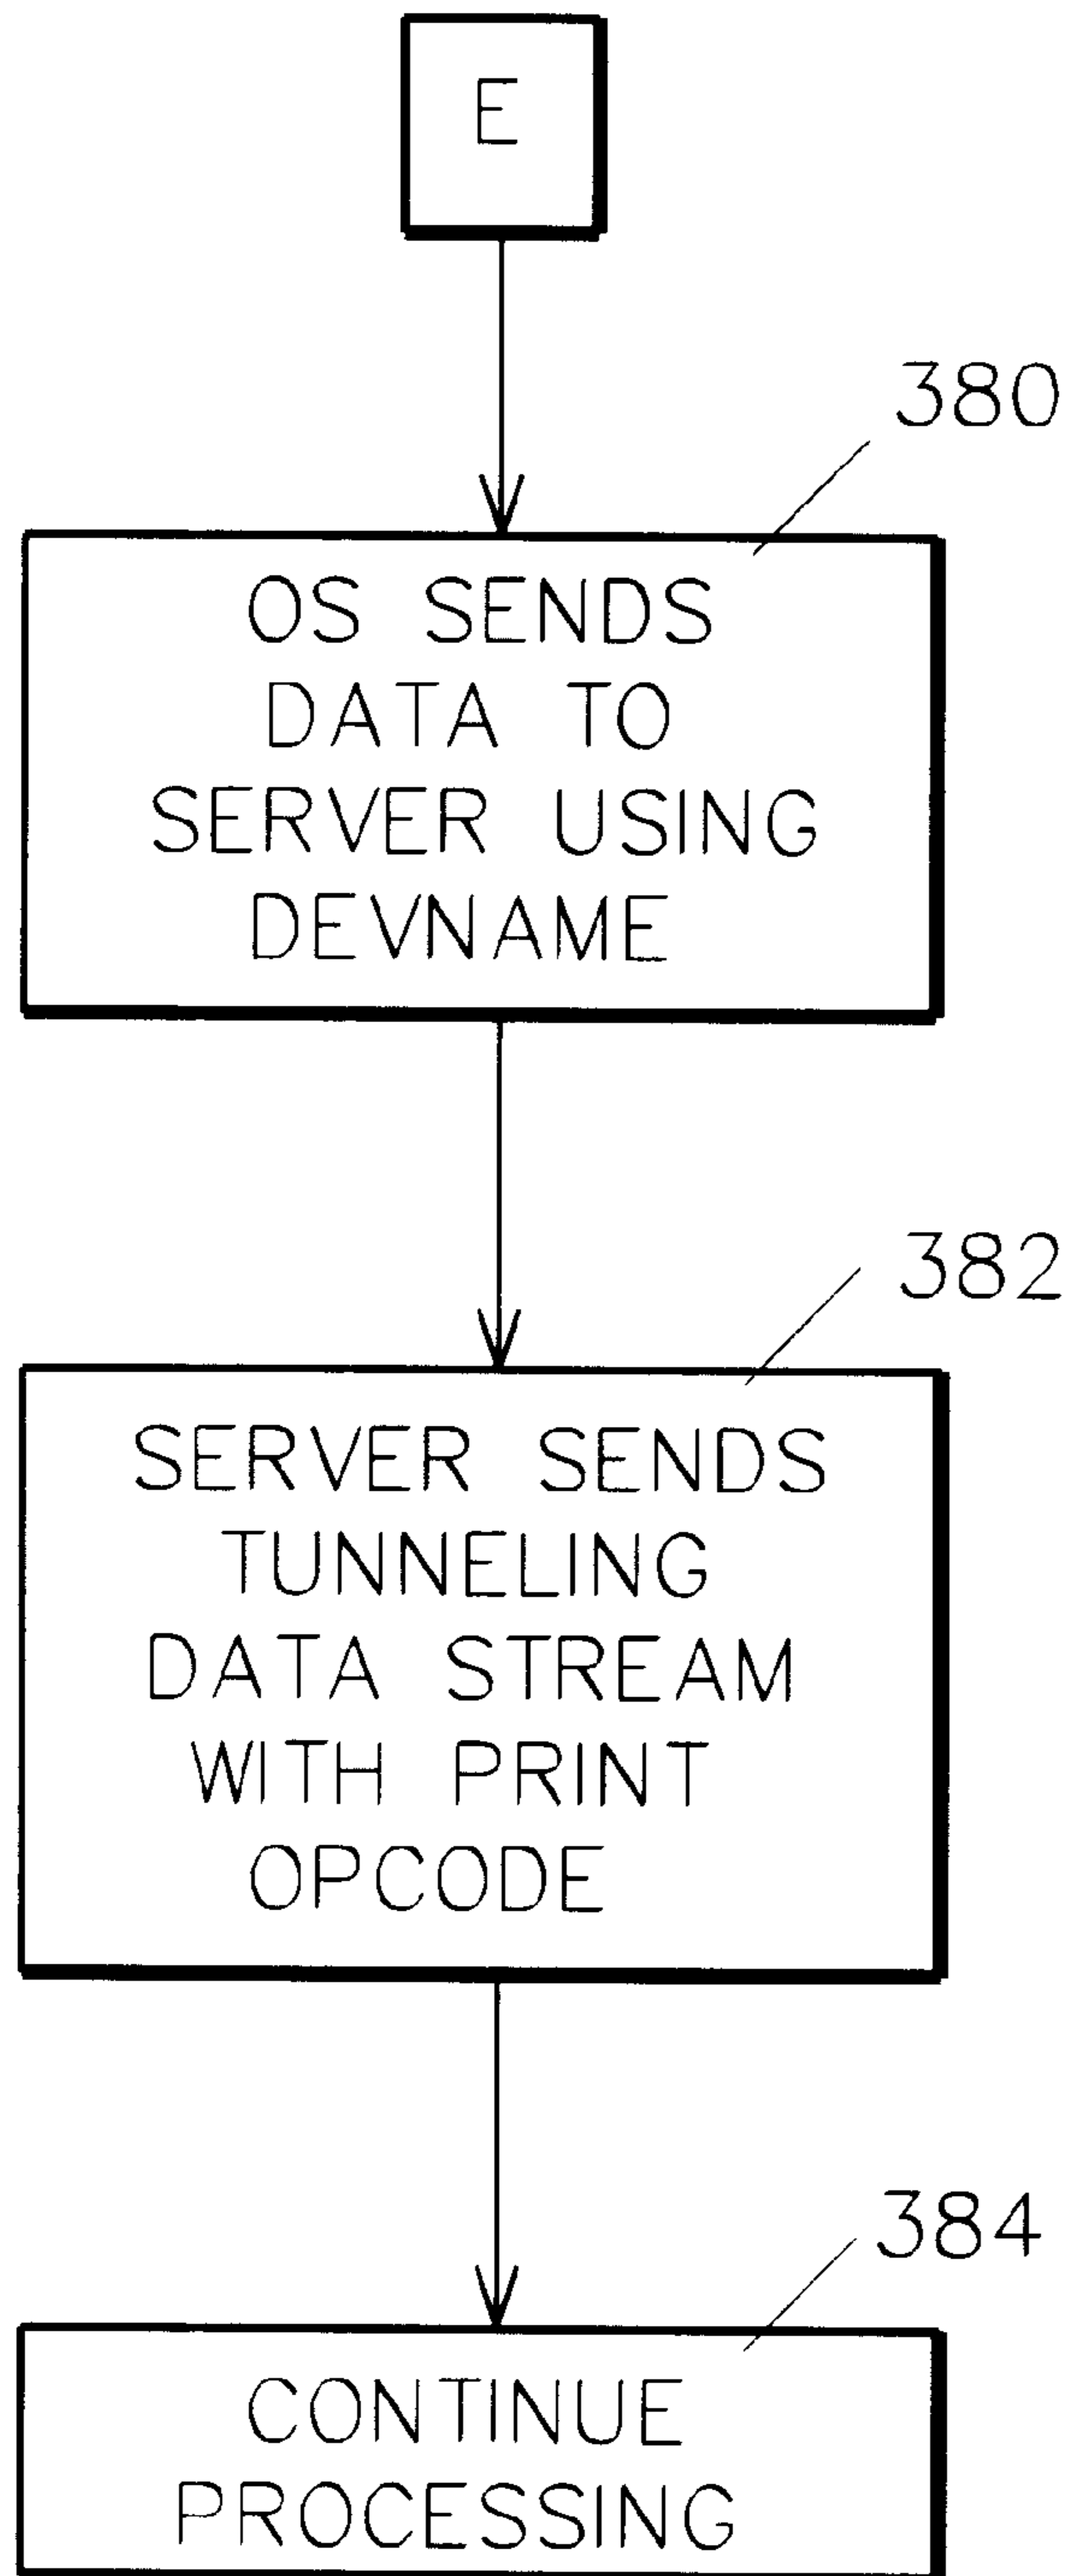 E
380
OS SENDS
DATA TO
SERVER USING
DEVNAME
382
SERVER SENDS
TUNNELING
DATA STREAM
WITH PRINT
OPCODE
384
CONTINUE
PROCESSING